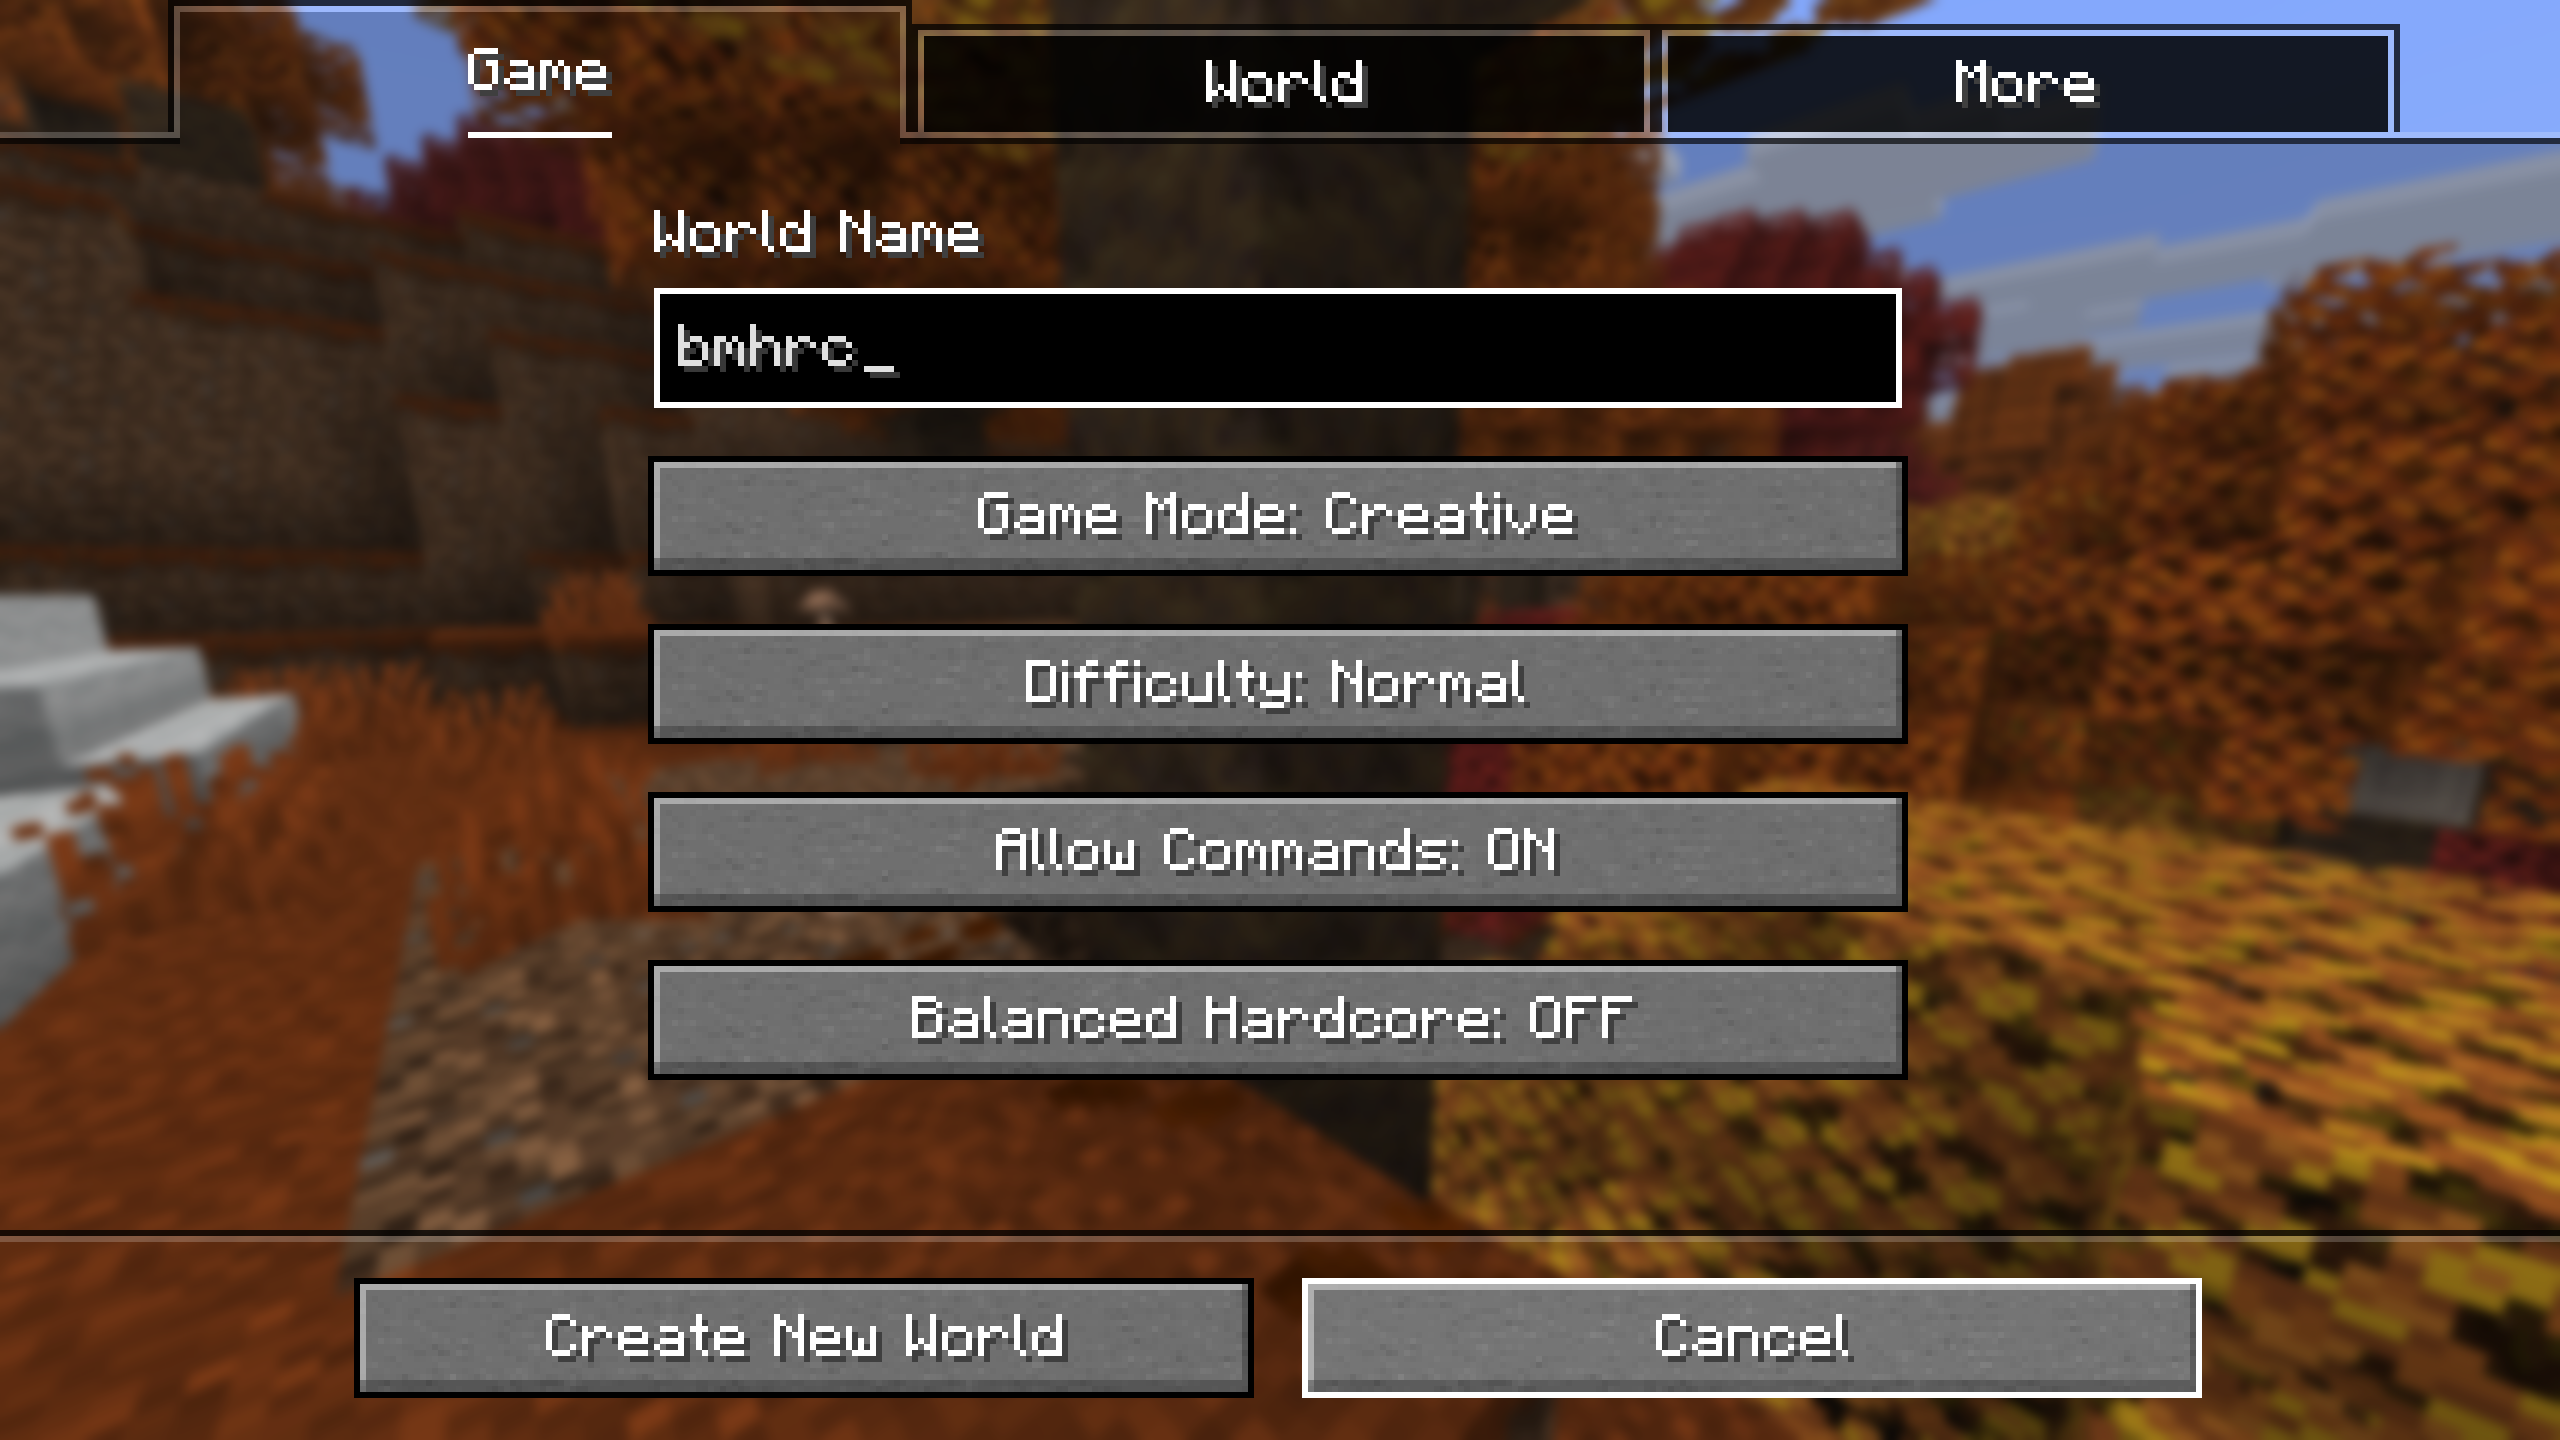 Game
World
More
World Name
bmhrc_
Game Mode: Creative
Difficulty: Normal
Allow Commands: ON
Balanced Hardcore: OFF
Create New World
Cancel